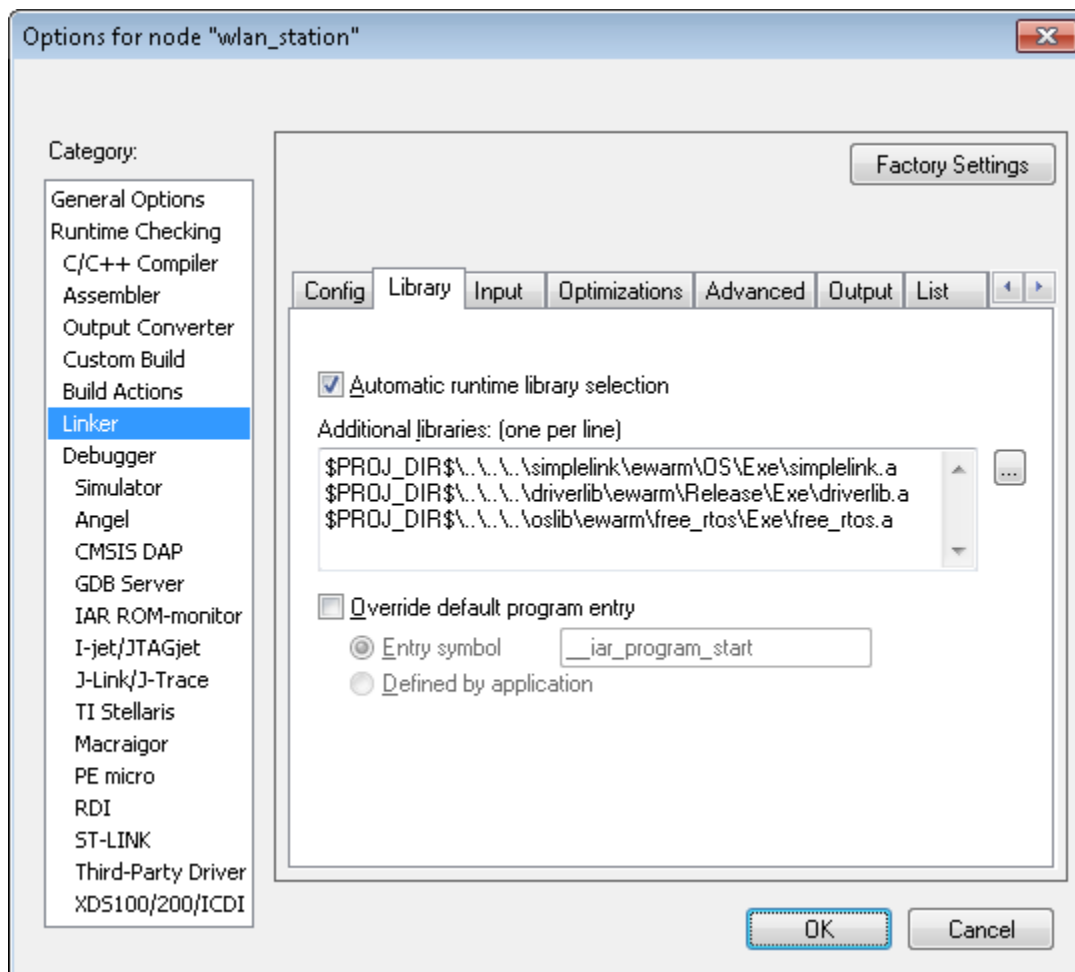 Options for node "wlan_station"
Category:
General Options
Runtime Checking
C/C++ Compiler
Assembler
Output Converter
Custom Build
Build Actions
Linker
Debugger
Simulator
Angel
CMSIS DAP
GDB Server
IAR ROM-monitor
I-jet/JTAGjet
J-Link/J-Trace
TI Stellaris
Macraigor
PE micro
RDI
ST-LINK
Third-Party Driver
XDS100/200/ICDI
Factory Settings
Config Library Input Optimizations Advanced Output List
Automatic runtime library selection
Additional libraries: (one per line)
$PROJ_DIR$\..\..\..\simplelink\ewarm\OS\Exe\simplelink.a
$PROJ_DIR$\..\..\..\driverlib\ewarm\Release\Exe\driverlib.a
$PROJ_DIR$\..\..\..\oslib\ewarm\free_rtos\Exe\free_rtos.a
...
Override default program entry
Entry symbol __iar_program_start
Defined by application
OK Cancel